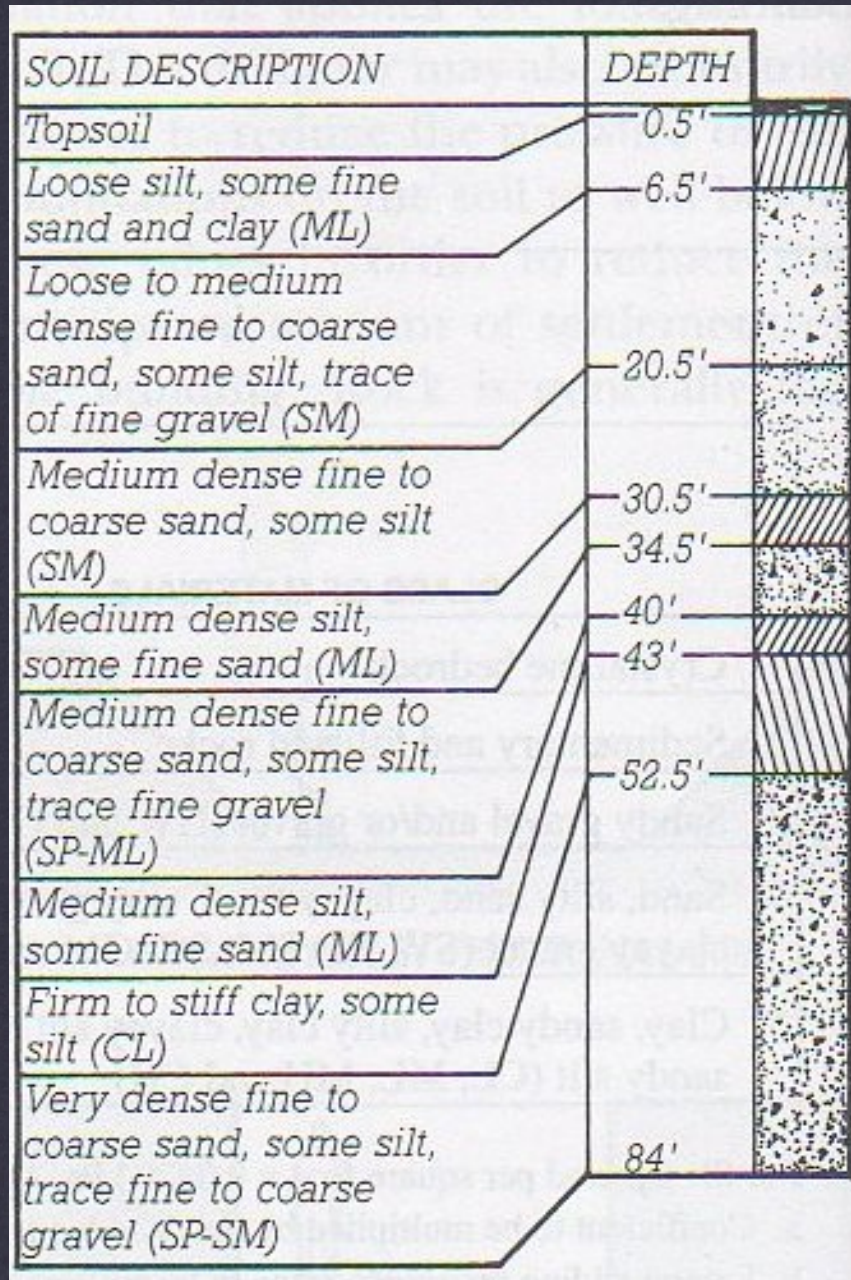 SOIL DESCRIPTION
DEPTH
Topsoil
0.5'
Loose silt, some fine
sand and clay (ML)
6.5'
Loose to medium
dense fine to coarse
sand, some silt, trace
of fine gravel (SM)
20.5'
Medium dense fine to
coarse sand, some silt
(SM)
30.5'
Medium dense silt,
some fine sand (ML)
34.5'
Medium dense fine to
coarse sand, some silt,
trace fine gravel
(SP-ML)
40'
Medium dense silt,
some fine sand (ML)
43'
Firm to stiff clay, some
silt (CL)
52.5'
Very dense fine to
coarse sand, some silt,
trace fine to coarse
gravel (SP-SM)
84'